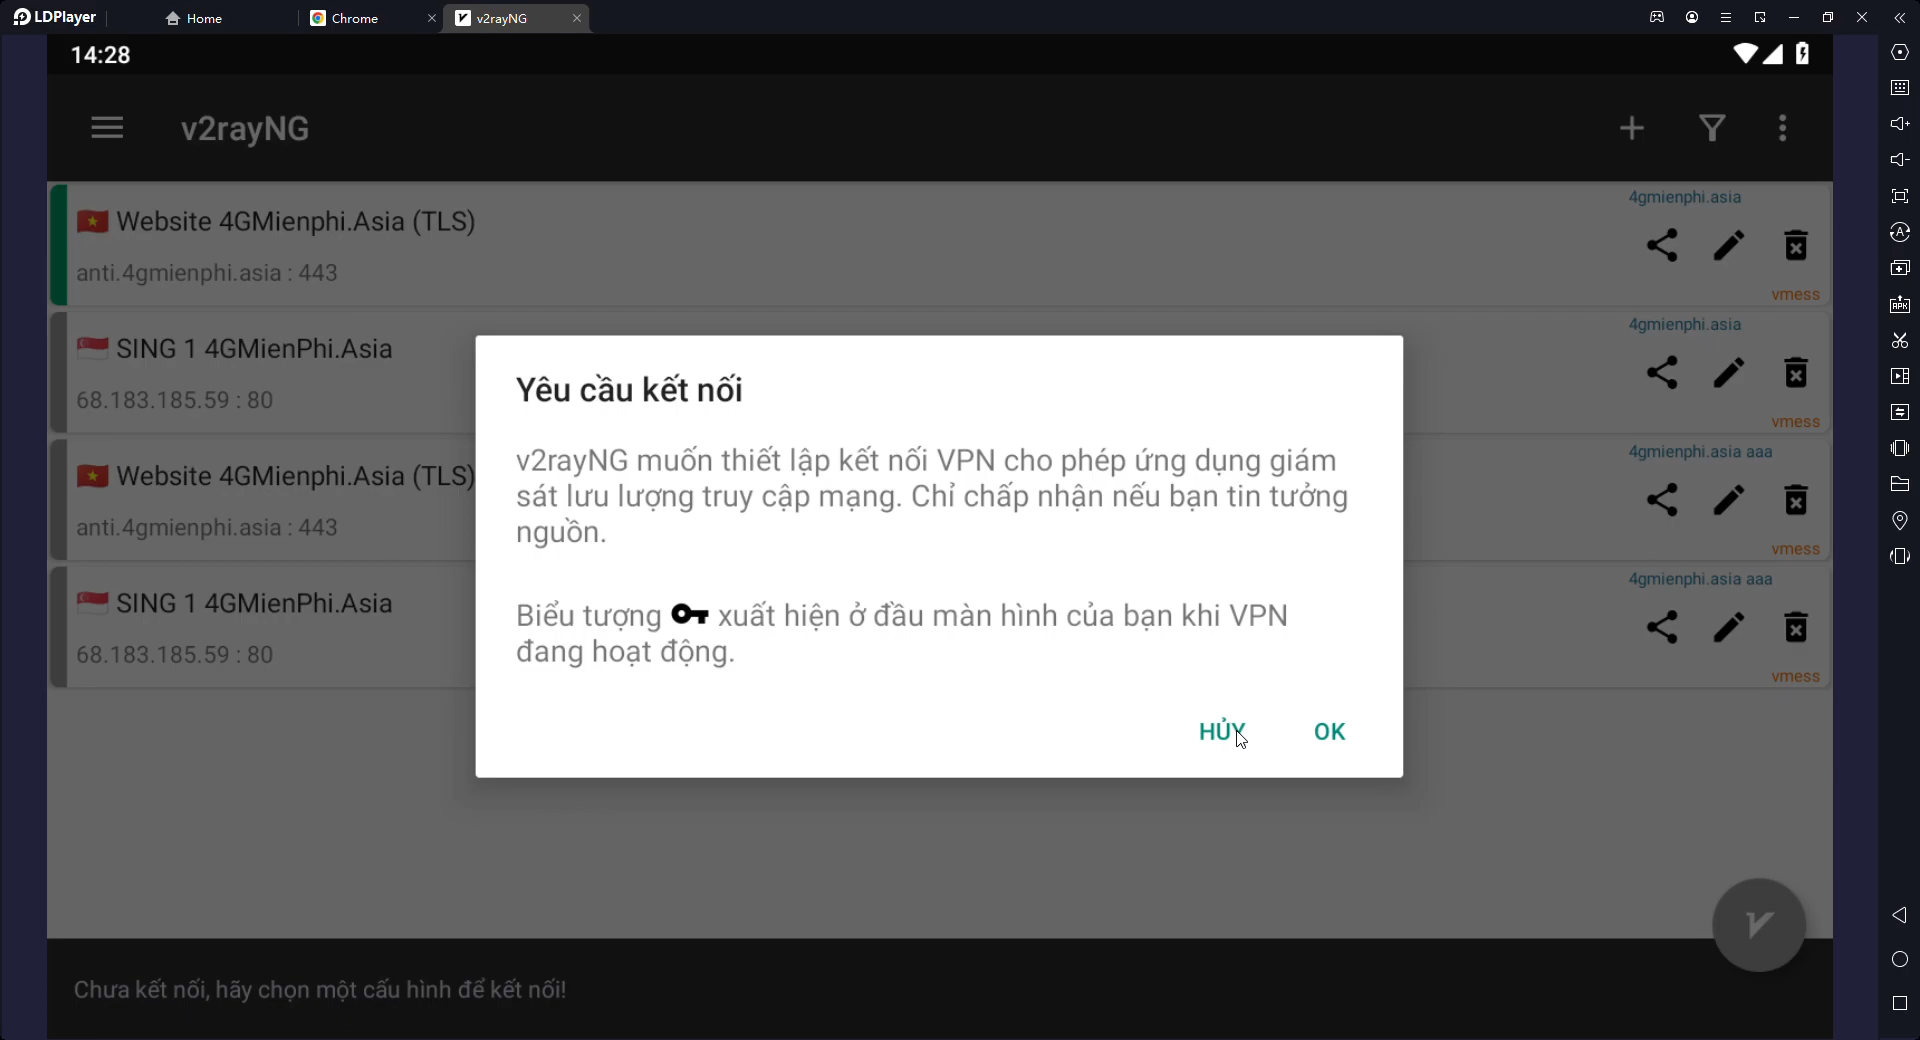 LDPlayer
Home
Chrome
v2rayNG
14:28
v2rayNG
4gmienphi.asia
Website 4GMienphi.Asia (TLS)
anti.4gmienphi.asia : 443
vmess
4gmienphi.asia
SING 1 4GMienPhi.Asia
68.183.185.59 : 80
vmess
4gmienphi.asia aaa
Website 4GMienphi.Asia (TLS)
anti.4gmienphi.asia : 443
vmess
4gmienphi.asia aaa
SING 1 4GMienPhi.Asia
68.183.185.59 : 80
vmess
Yêu cầu kết nối
v2rayNG muốn thiết lập kết nối VPN cho phép ứng dụng giám
sát lưu lượng truy cập mạng. Chỉ chấp nhận nếu bạn tin tưởng
nguồn.
Biểu tượng xuất hiện ở đầu màn hình của bạn khi VPN
đang hoạt động.
HỦY
OK
Chưa kết nối, hãy chọn một cấu hình để kết nối!
APK